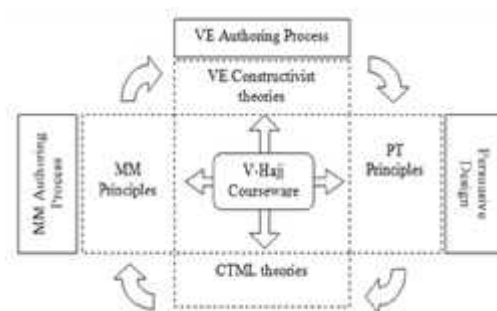 VE Authoring Process
VE Constructivist
theories
MM Authoring
Process
MM
Principles
V-Hajj
Courseware
PT
Principles
Persuasive
Design
CTML theories